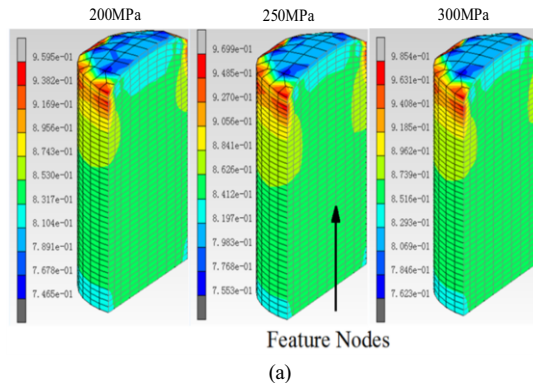 200MPa 250MPa 300MPa
9.595e-01 9.699e-01 9.854e-01
9.382e-01 9.485e-01 9.631e-01
9.169e-01 9.270e-01 9.408e-01
8.956e-01 9.056e-01 9.185e-01
8.743e-01 8.841e-01 8.962e-01
8.530e-01 8.626e-01 8.739e-01
8.317e-01 8.412e-01 8.516e-01
8.104e-01 8.197e-01 8.293e-01
7.891e-01 7.983e-01 8.069e-01
7.678e-01 7.768e-01 7.846e-01
7.465e-01 7.553e-01 7.623e-01
Feature Nodes
(a)